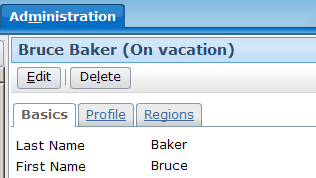 Administration
Bruce Baker (On vacation)
Edit Delete
Basics Profile Regions
Last Name Baker
First Name Bruce